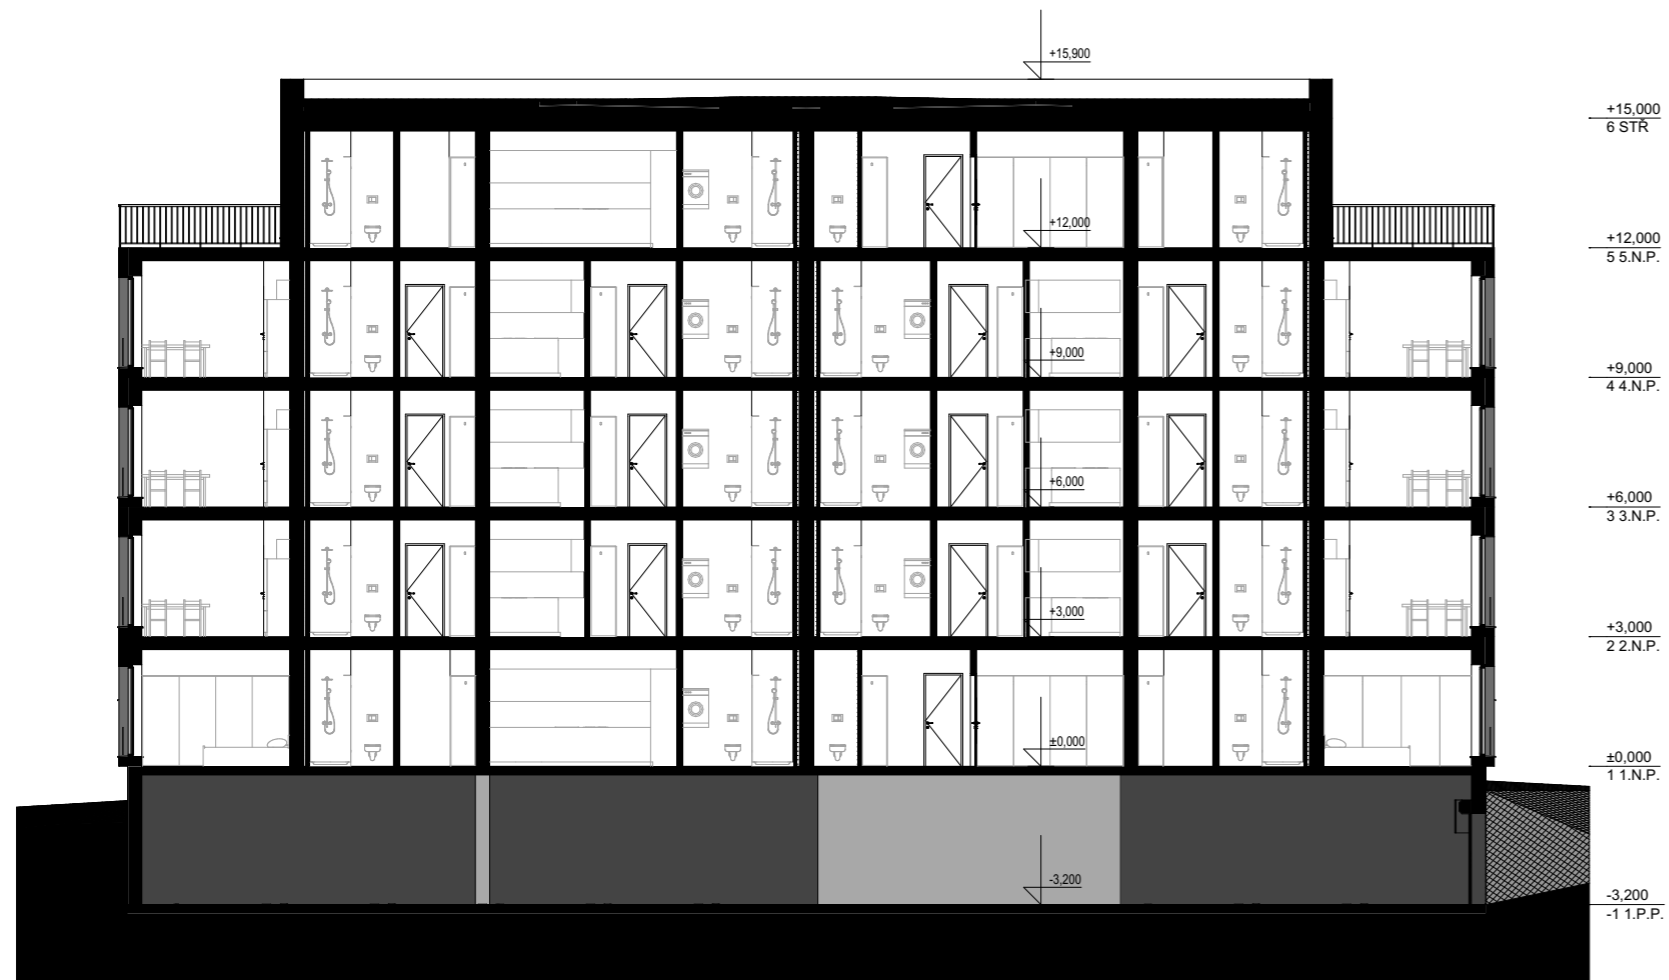 +15,900
+15,000
6 STŘ
+12,000
+12,000
5 5.N.P.
+9,000
+9,000
4 4.N.P.
+6,000
+6,000
3 3.N.P.
+3,000
+3,000
2 2.N.P.
±0,000
±0,000
1 1.N.P.
-3,200
-3,200
-1 1.P.P.